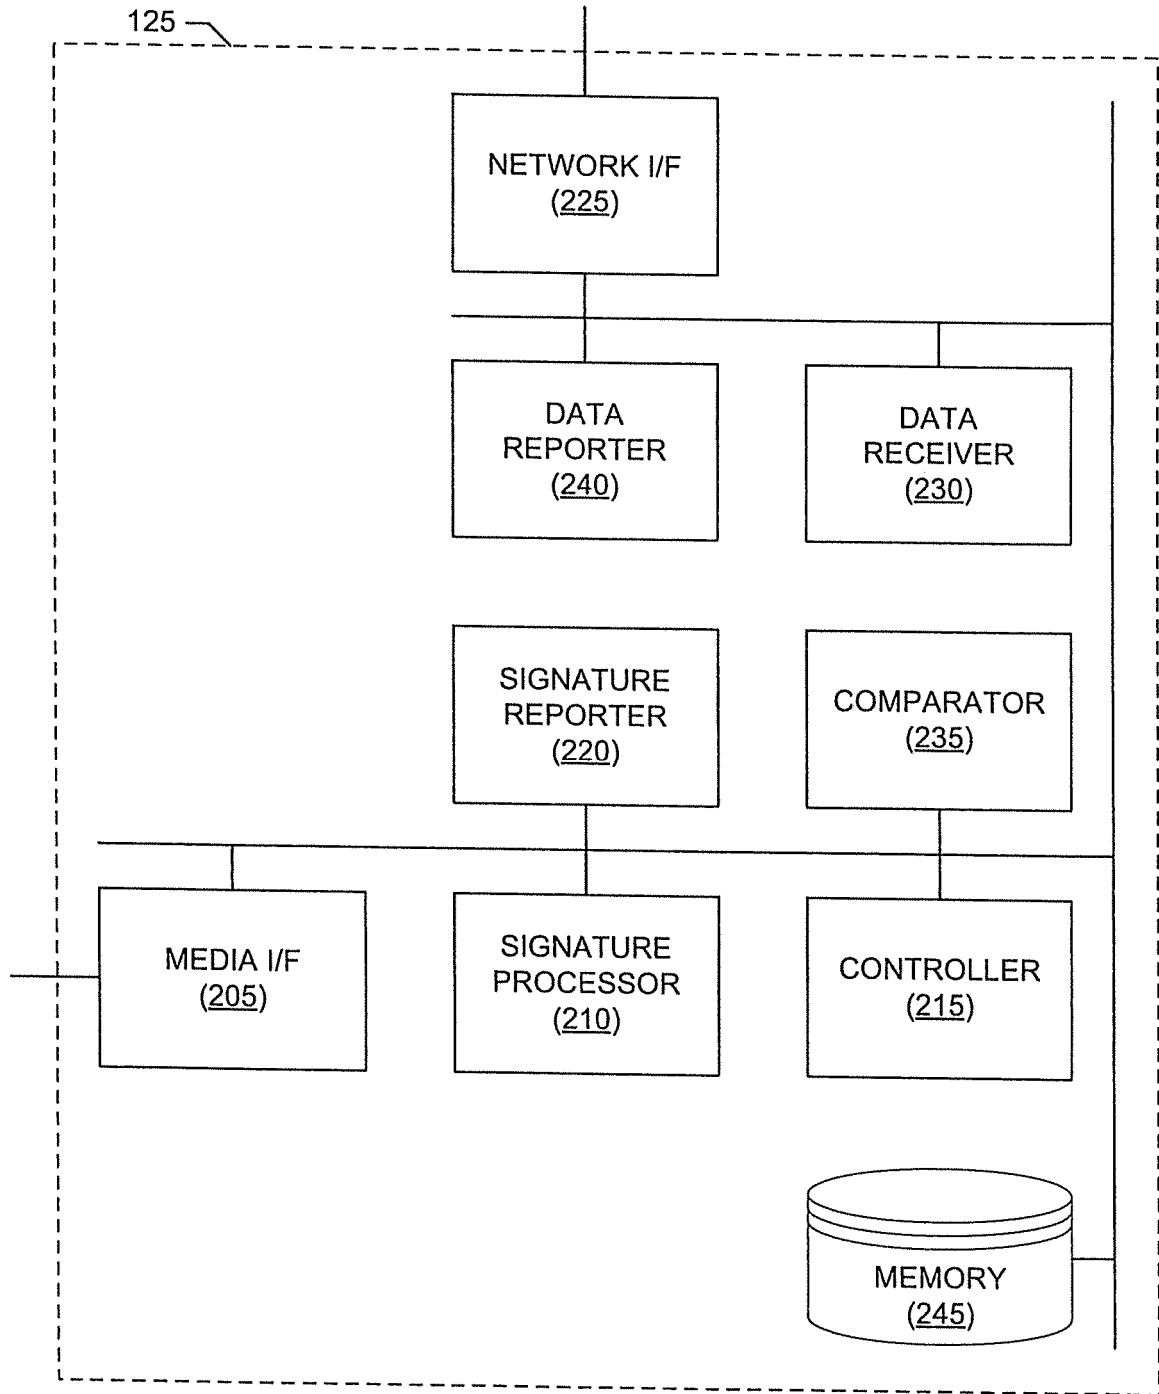 125
NETWORK I/F
(225)
DATA
REPORTER
(240)
DATA
RECEIVER
(230)
SIGNATURE
REPORTER
(220)
COMPARATOR
(235)
MEDIA I/F
(205)
SIGNATURE
PROCESSOR
(210)
CONTROLLER
(215)
MEMORY
(245)